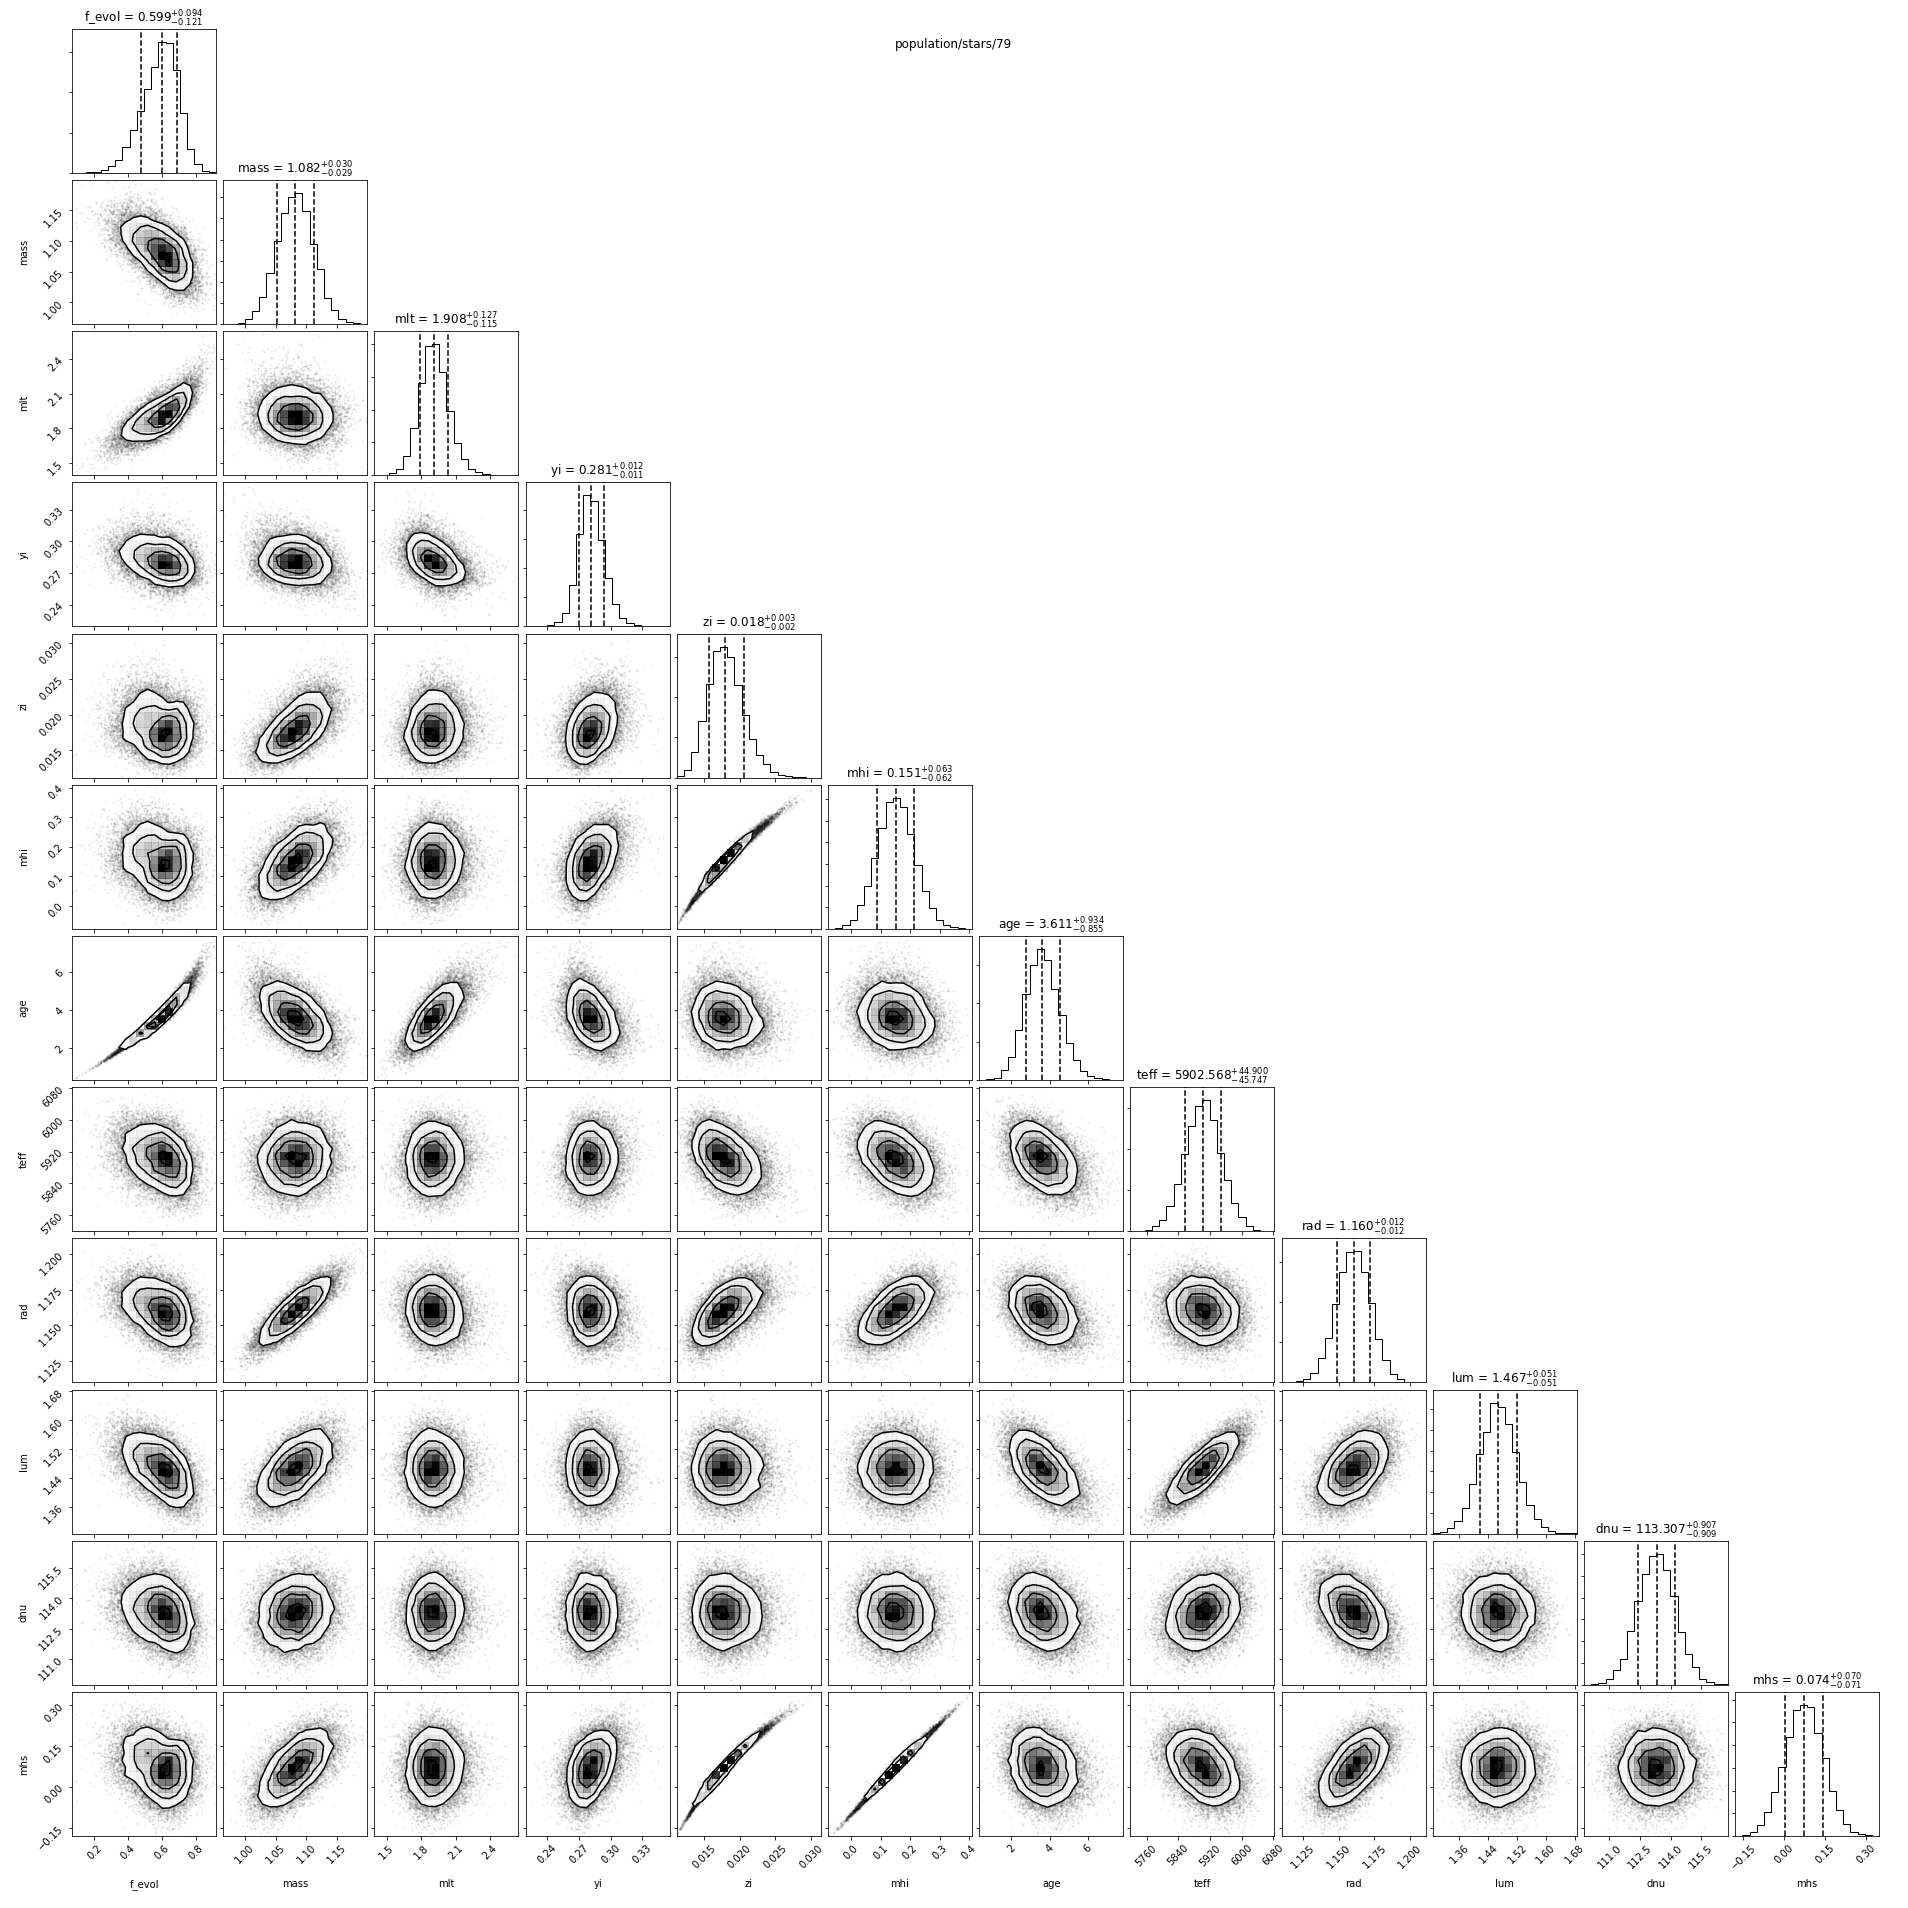 f_evol = 0.599+0.094 −0.121
population/stars/79
mass = 1.082+0.030 −0.029
mass
1.15
1.10
1.05
1.00
mlt = 1.908+0.127 −0.115
mlt
2.4
2.1
1.8
1.5
yi = 0.281+0.012 −0.011
yi
0.33
0.30
0.27
0.24
zi = 0.018+0.003 −0.002
zi
0.030
0.025
0.020
0.015
mhi = 0.151+0.063 −0.062
mhi
0.4
0.3
0.2
0.1
0.0
age = 3.611+0.934 −0.855
age
6
4
2
teff = 5902.568+44.900 −45.747
teff
6080
6000
5920
5840
5760
rad = 1.160+0.012 −0.012
rad
1.200
1.175
1.150
1.125
lum = 1.467+0.051 −0.051
lum
1.68
1.60
1.52
1.44
1.36
dnu = 113.307+0.907 −0.909
dnu
115.5
114.0
112.5
111.0
mhs = 0.074+0.070 −0.071
mhs
0.30
0.15
0.00
−0.15
0.2 0.4 0.6 0.8 1.00 1.05 1.10 1.15 1.5 1.8 2.1 2.4 0.24 0.27 0.30 0.33 0.015 0.020 0.025 0.030 0.0 0.1 0.2 0.3 0.4 2 4 6 5760 5840 5920 6000 6080 1.125 1.150 1.175 1.200 1.36 1.44 1.52 1.60 1.68 111.0 112.5 114.0 115.5 −0.15 0.00 0.15 0.30
f_evol mass mlt yi zi mhi age teff rad lum dnu mhs